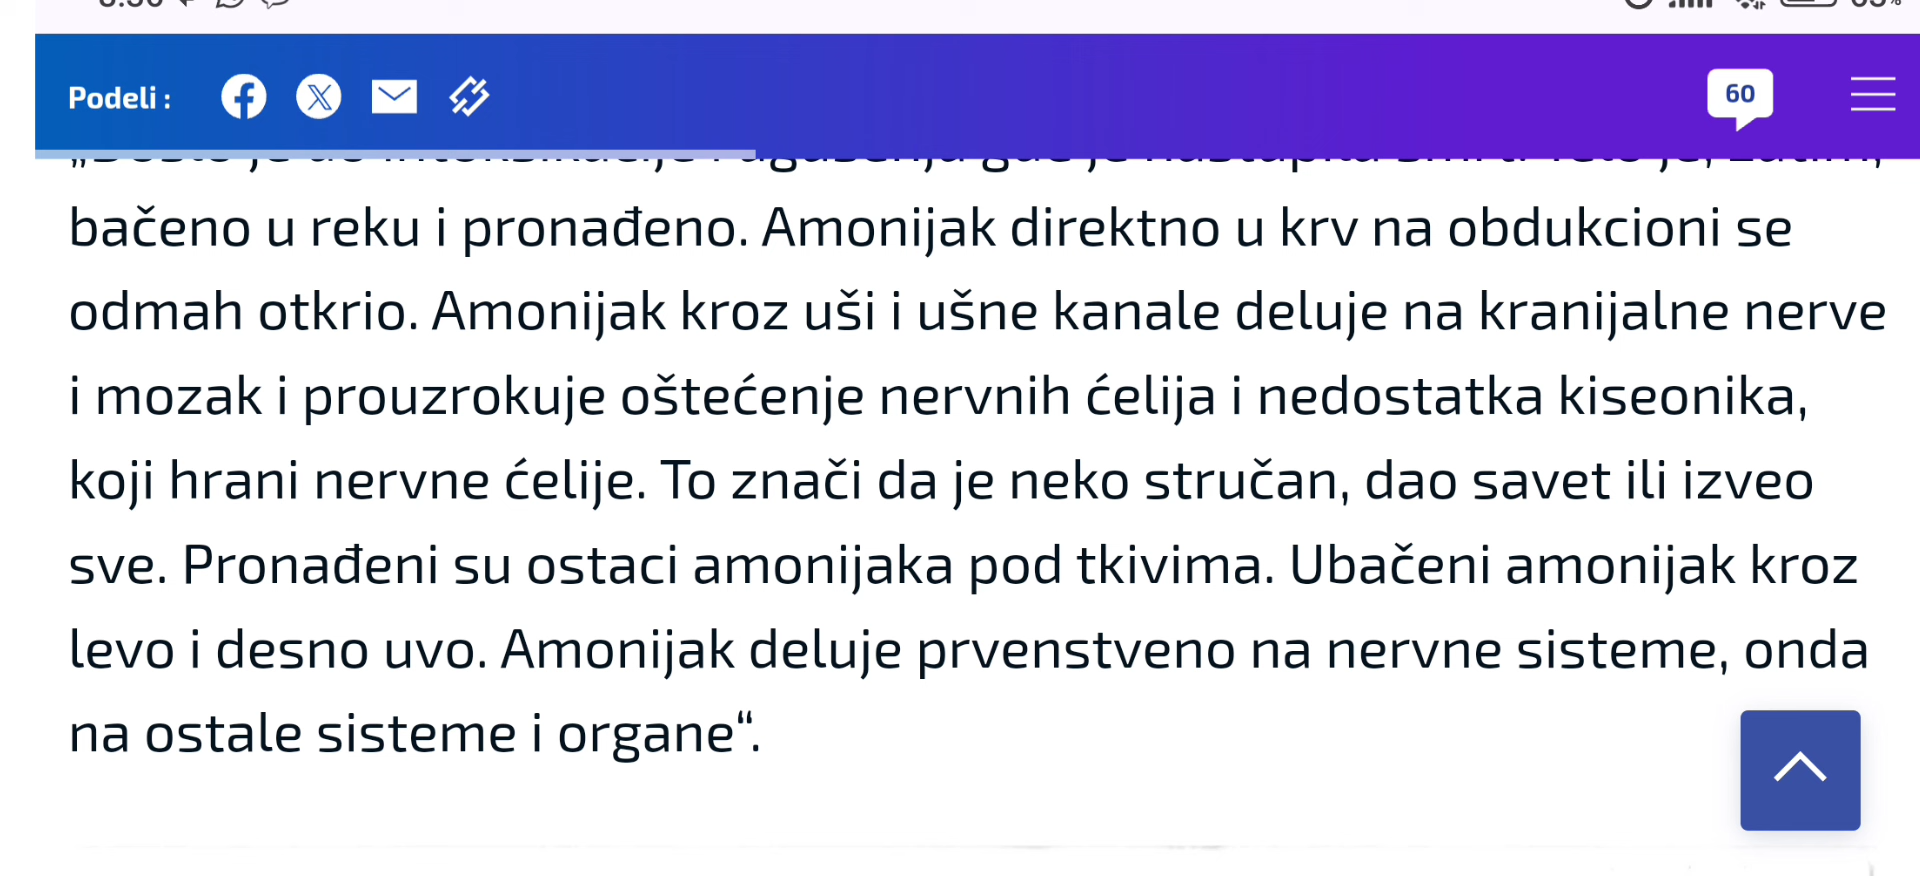 Podeli :
60
bačeno u reku i pronađeno. Amonijak direktno u krv na obdukcioni se
odmah otkrio. Amonijak kroz uši i ušne kanale deluje na kranijalne nerve
i mozak i prouzrokuje oštećenje nervnih ćelija i nedostatka kiseonika,
koji hrani nervne ćelije. To znači da je neko stručan, dao savet ili izveo
sve. Pronađeni su ostaci amonijaka pod tkivima. Ubačeni amonijak kroz
levo i desno uvo. Amonijak deluje prvenstveno na nervne sisteme, onda
na ostale sisteme i organe“.